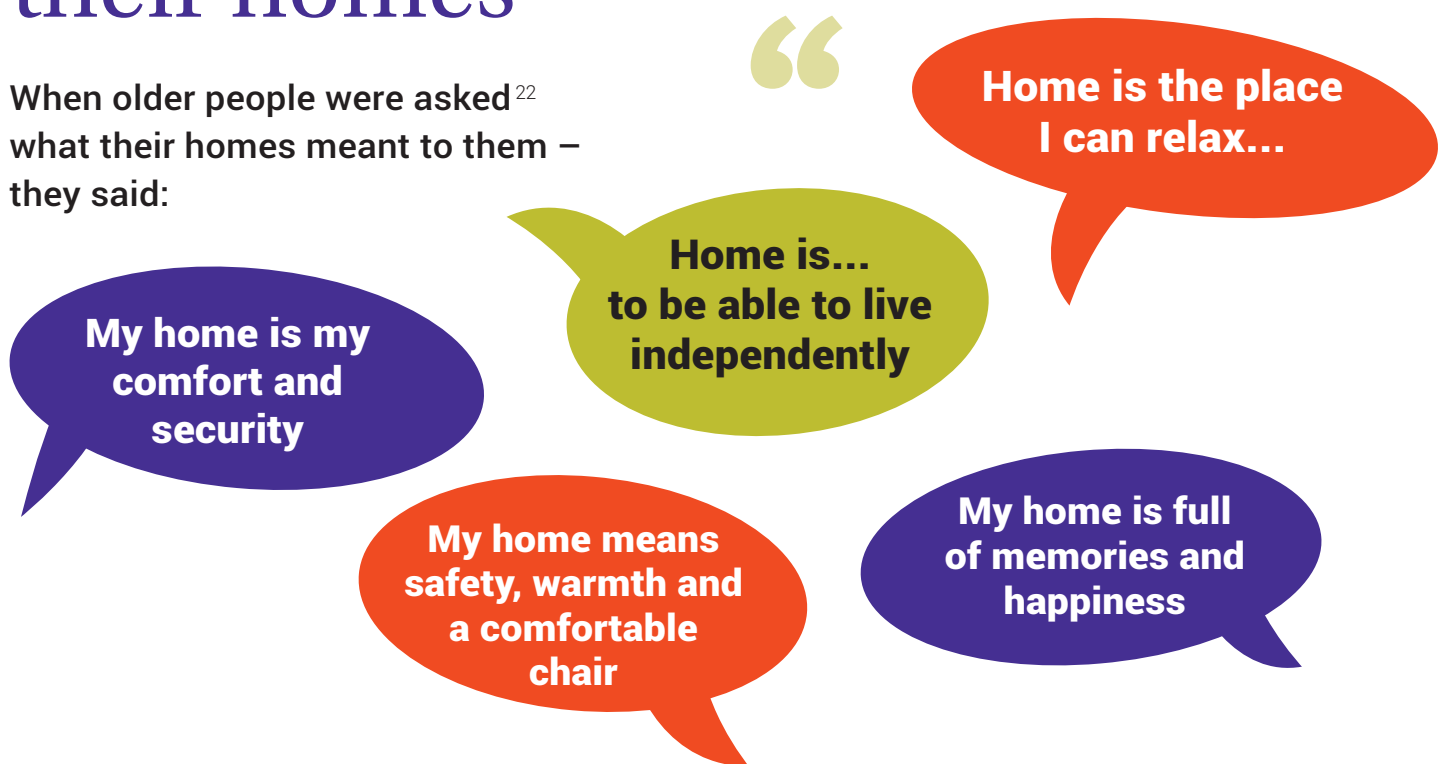 their homes
When older people were asked 22
what their homes meant to them –
they said:
“
Home is the place
I can relax...
Home is...
to be able to live
independently
My home is my
comfort and
security
My home means
safety, warmth and
a comfortable
chair
My home is full
of memories and
happiness